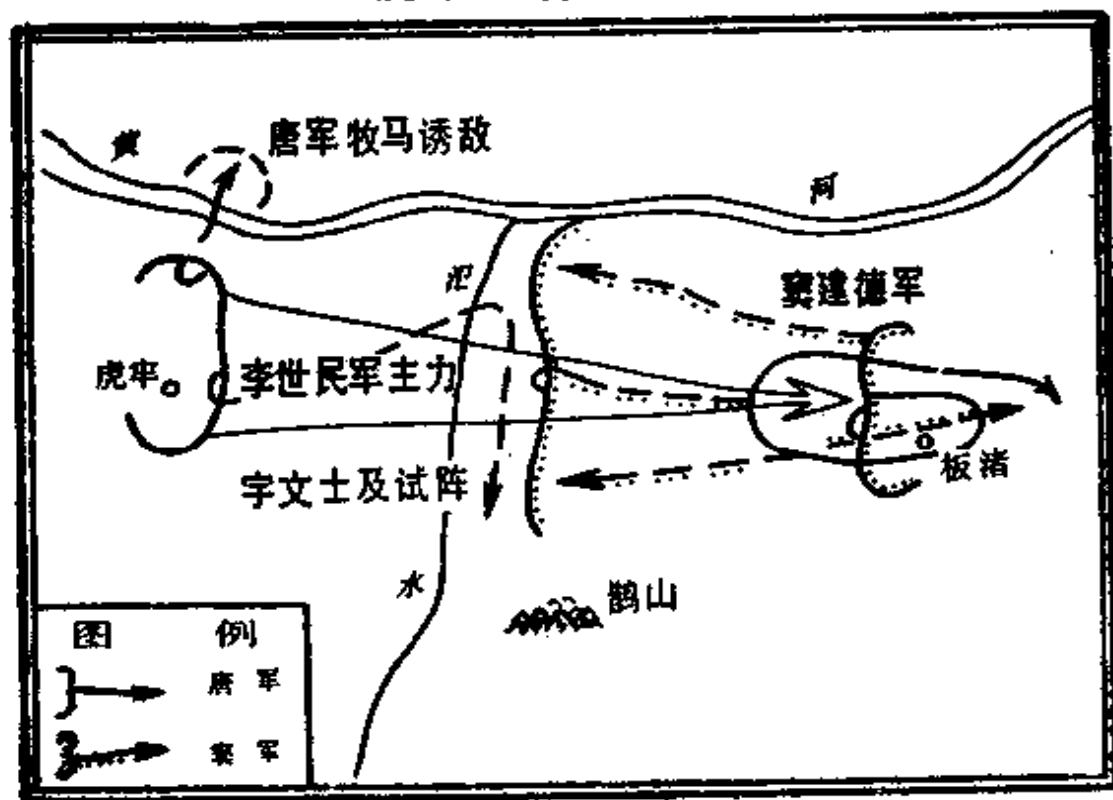 唐军牧马诱敌
黄
河
汜
窦建德军
虎牢
李世民军主力
宇文士及试阵
板渚
水
鹊山
图 例
唐 军
窦 军